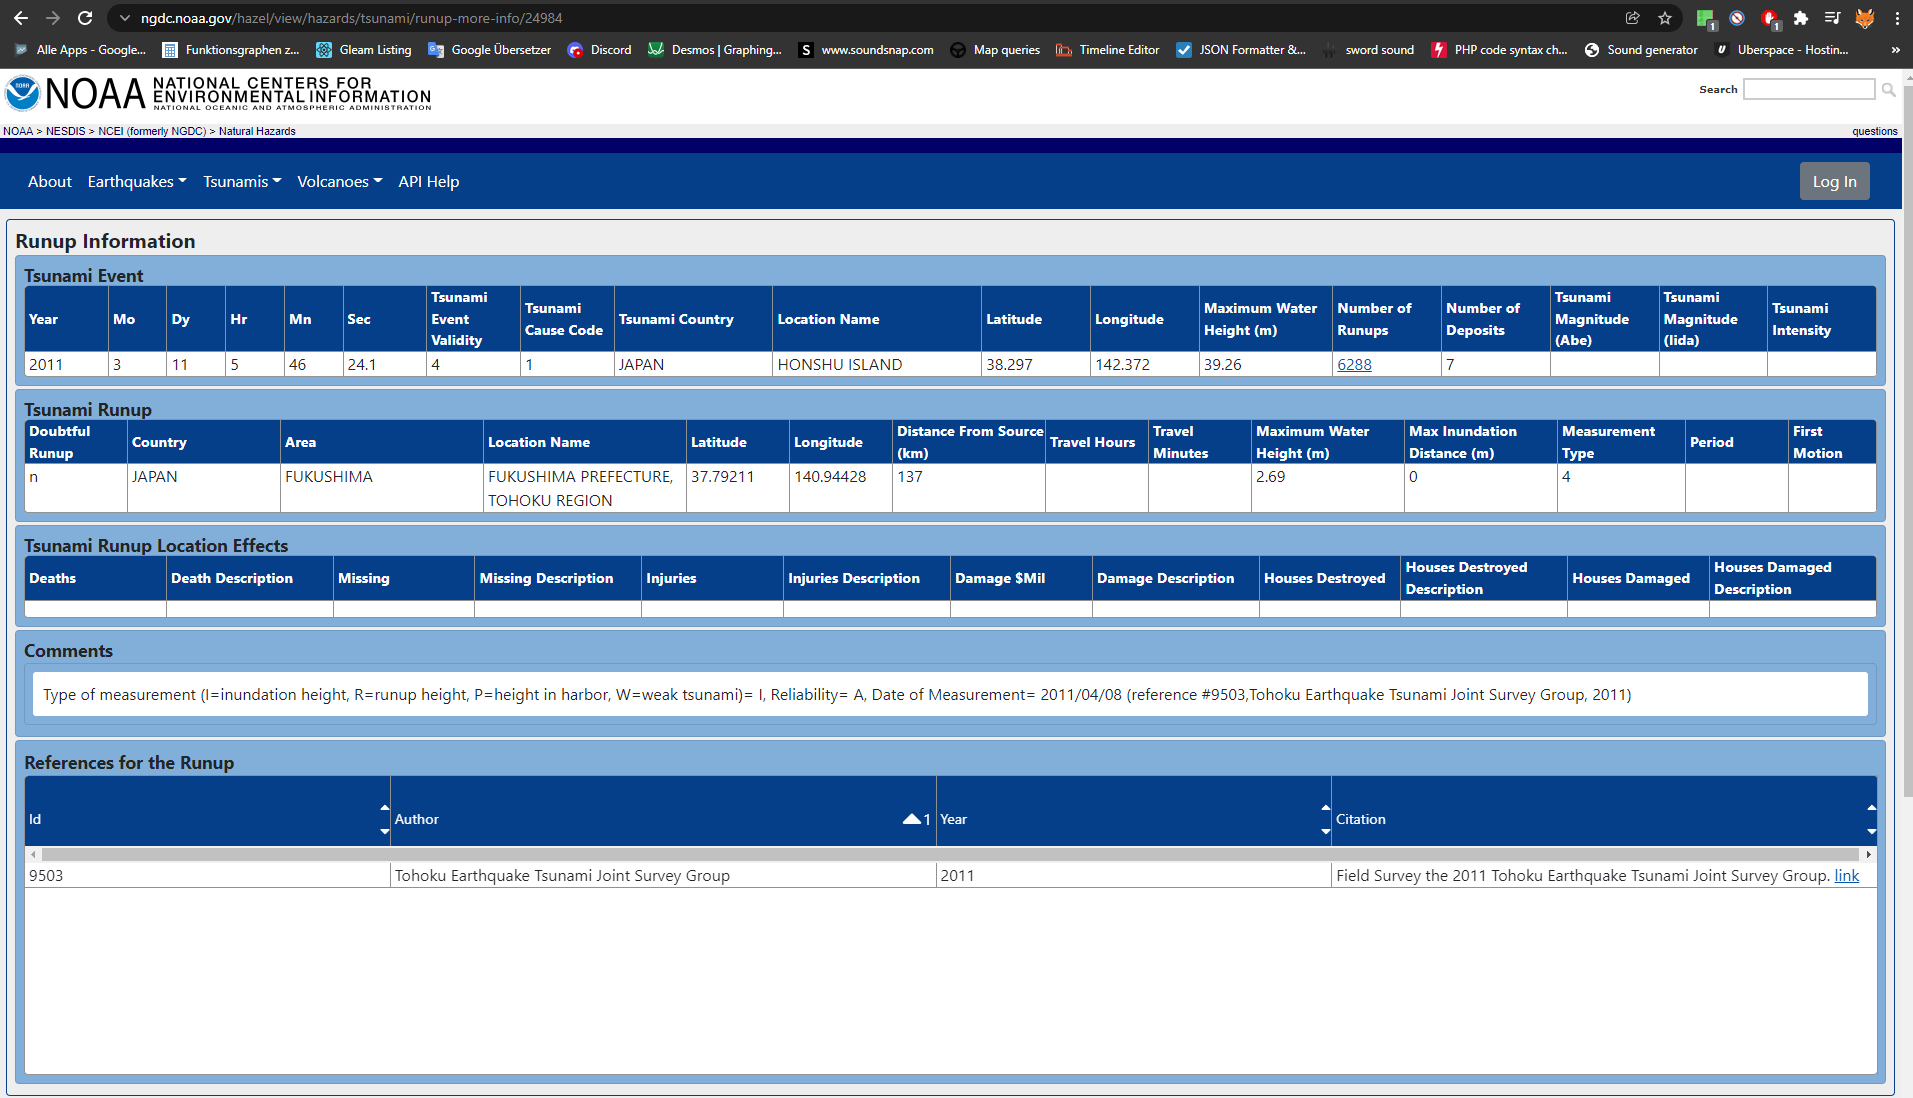 ngdc.noaa.gov/hazel/view/hazards/tsunami/runup-more-info/24984
Alle Apps - Google... Funktionsgraphen z... Gleam Listing Google Übersetzer Discord Desmos | Graphing... www.soundsnap.com Map queries Timeline Editor JSON Formatter &... sword sound PHP code syntax ch... Sound generator Uberspace - Hostin... »
NOAA NATIONAL CENTERS FOR
ENVIRONMENTAL INFORMATION
NATIONAL OCEANIC AND ATMOSPHERIC ADMINISTRATION
Search
NOAA > NESDIS > NCEI (formerly NGDC) > Natural Hazards questions
About Earthquakes Tsunamis Volcanoes API Help Log In
Runup Information
Tsunami Event
Year Mo Dy Hr Mn Sec Tsunami Event Validity Tsunami Cause Code Tsunami Country Location Name Latitude Longitude Maximum Water Height (m) Number of Runups Number of Deposits Tsunami Magnitude (Abe) Tsunami Magnitude (Iida) Tsunami Intensity
2011 3 11 5 46 24.1 4 1 JAPAN HONSHU ISLAND 38.297 142.372 39.26 6288 7
Tsunami Runup
Doubtful Runup Country Area Location Name Latitude Longitude Distance From Source (km) Travel Hours Travel Minutes Maximum Water Height (m) Max Inundation Distance (m) Measurement Type Period First Motion
n JAPAN FUKUSHIMA FUKUSHIMA PREFECTURE, TOHOKU REGION 37.79211 140.94428 137 2.69 0 4
Tsunami Runup Location Effects
Deaths Death Description Missing Missing Description Injuries Injuries Description Damage $Mil Damage Description Houses Destroyed Houses Destroyed Description Houses Damaged Houses Damaged Description
Comments
Type of measurement (I=inundation height, R=runup height, P=height in harbor, W=weak tsunami)= I, Reliability= A, Date of Measurement= 2011/04/08 (reference #9503,Tohoku Earthquake Tsunami Joint Survey Group, 2011)
References for the Runup
Id Author 1 Year Citation
9503 Tohoku Earthquake Tsunami Joint Survey Group 2011 Field Survey the 2011 Tohoku Earthquake Tsunami Joint Survey Group. link